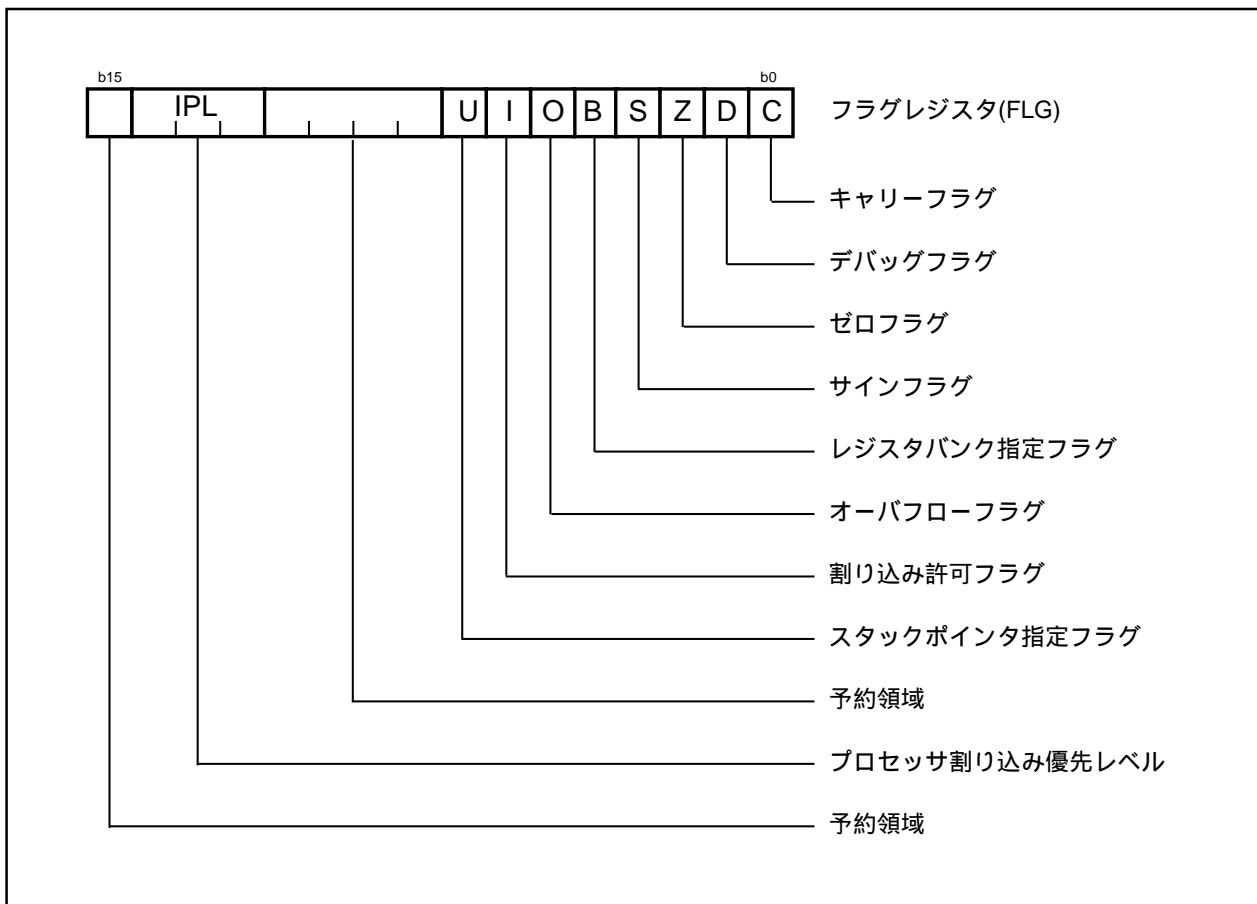 b15
b0
IPL
U
I
O
B
S
Z
D
C
フラグレジスタ(FLG)
キャリーフラグ
デバッグフラグ
ゼロフラグ
サインフラグ
レジスタバンク指定フラグ
オーバフローフラグ
割り込み許可フラグ
スタックポインタ指定フラグ
予約領域
プロセッサ割り込み優先レベル
予約領域